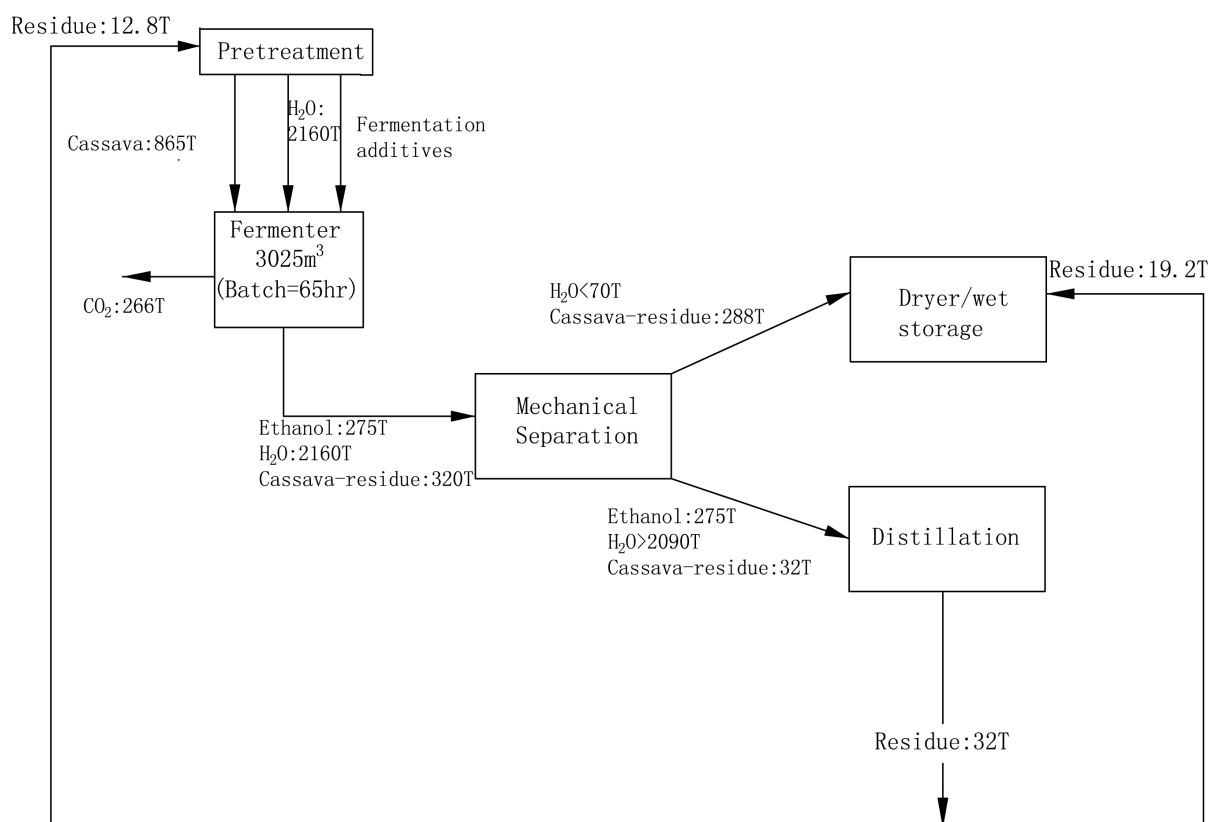 Residue:12.8T
Pretreatment
H₂O:
2160T
Fermentation
additives
Cassava:865T
Fermenter
3025m³
(Batch=65hr)
CO₂:266T
Ethanol:275T
H₂O:2160T
Cassava-residue:320T
Mechanical
Separation
H₂O<70T
Cassava-residue:288T
Residue:19.2T
Dryer/wet
storage
Ethanol:275T
H₂O>2090T
Cassava-residue:32T
Distillation
Residue:32T